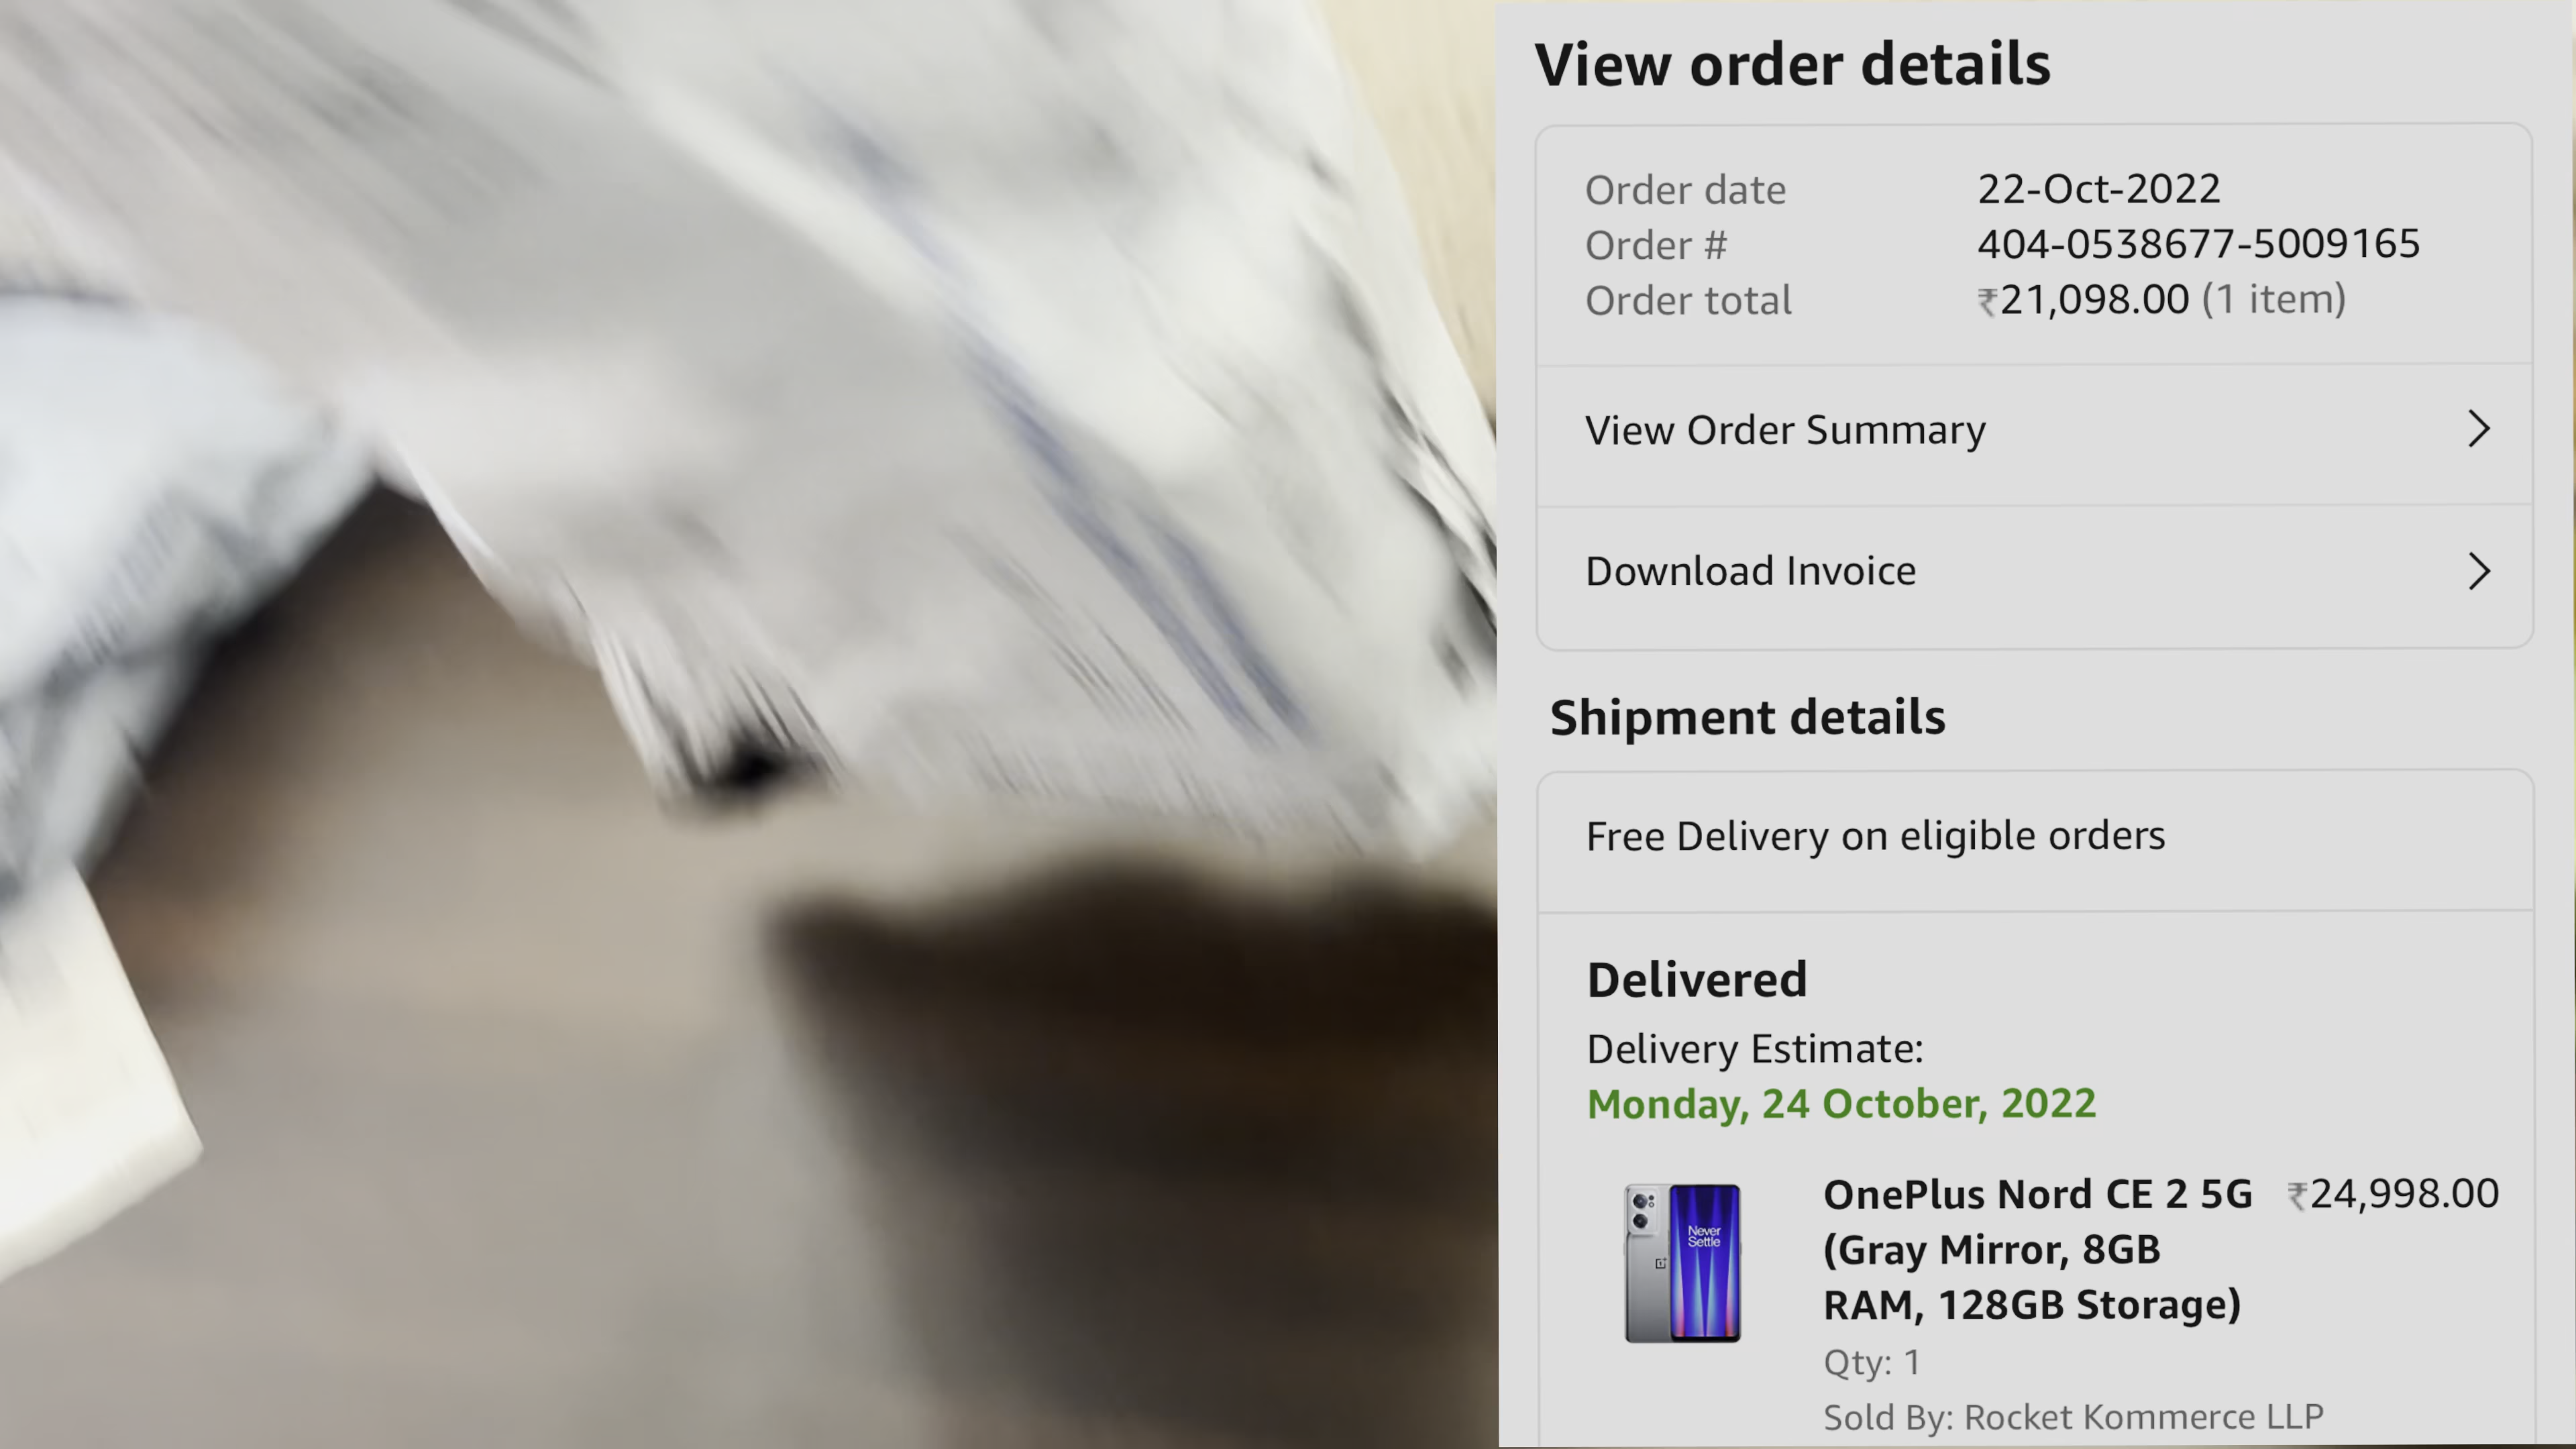 View order details
Order date 22-Oct-2022
Order # 404-0538677-5009165
Order total ₹21,098.00 (1 item)
View Order Summary
Download Invoice
Shipment details
Free Delivery on eligible orders
Delivered
Delivery Estimate:
Monday, 24 October, 2022
OnePlus Nord CE 2 5G ₹24,998.00
(Gray Mirror, 8GB
RAM, 128GB Storage)
Never
Settle
Qty: 1
Sold By: Rocket Kommerce LLP